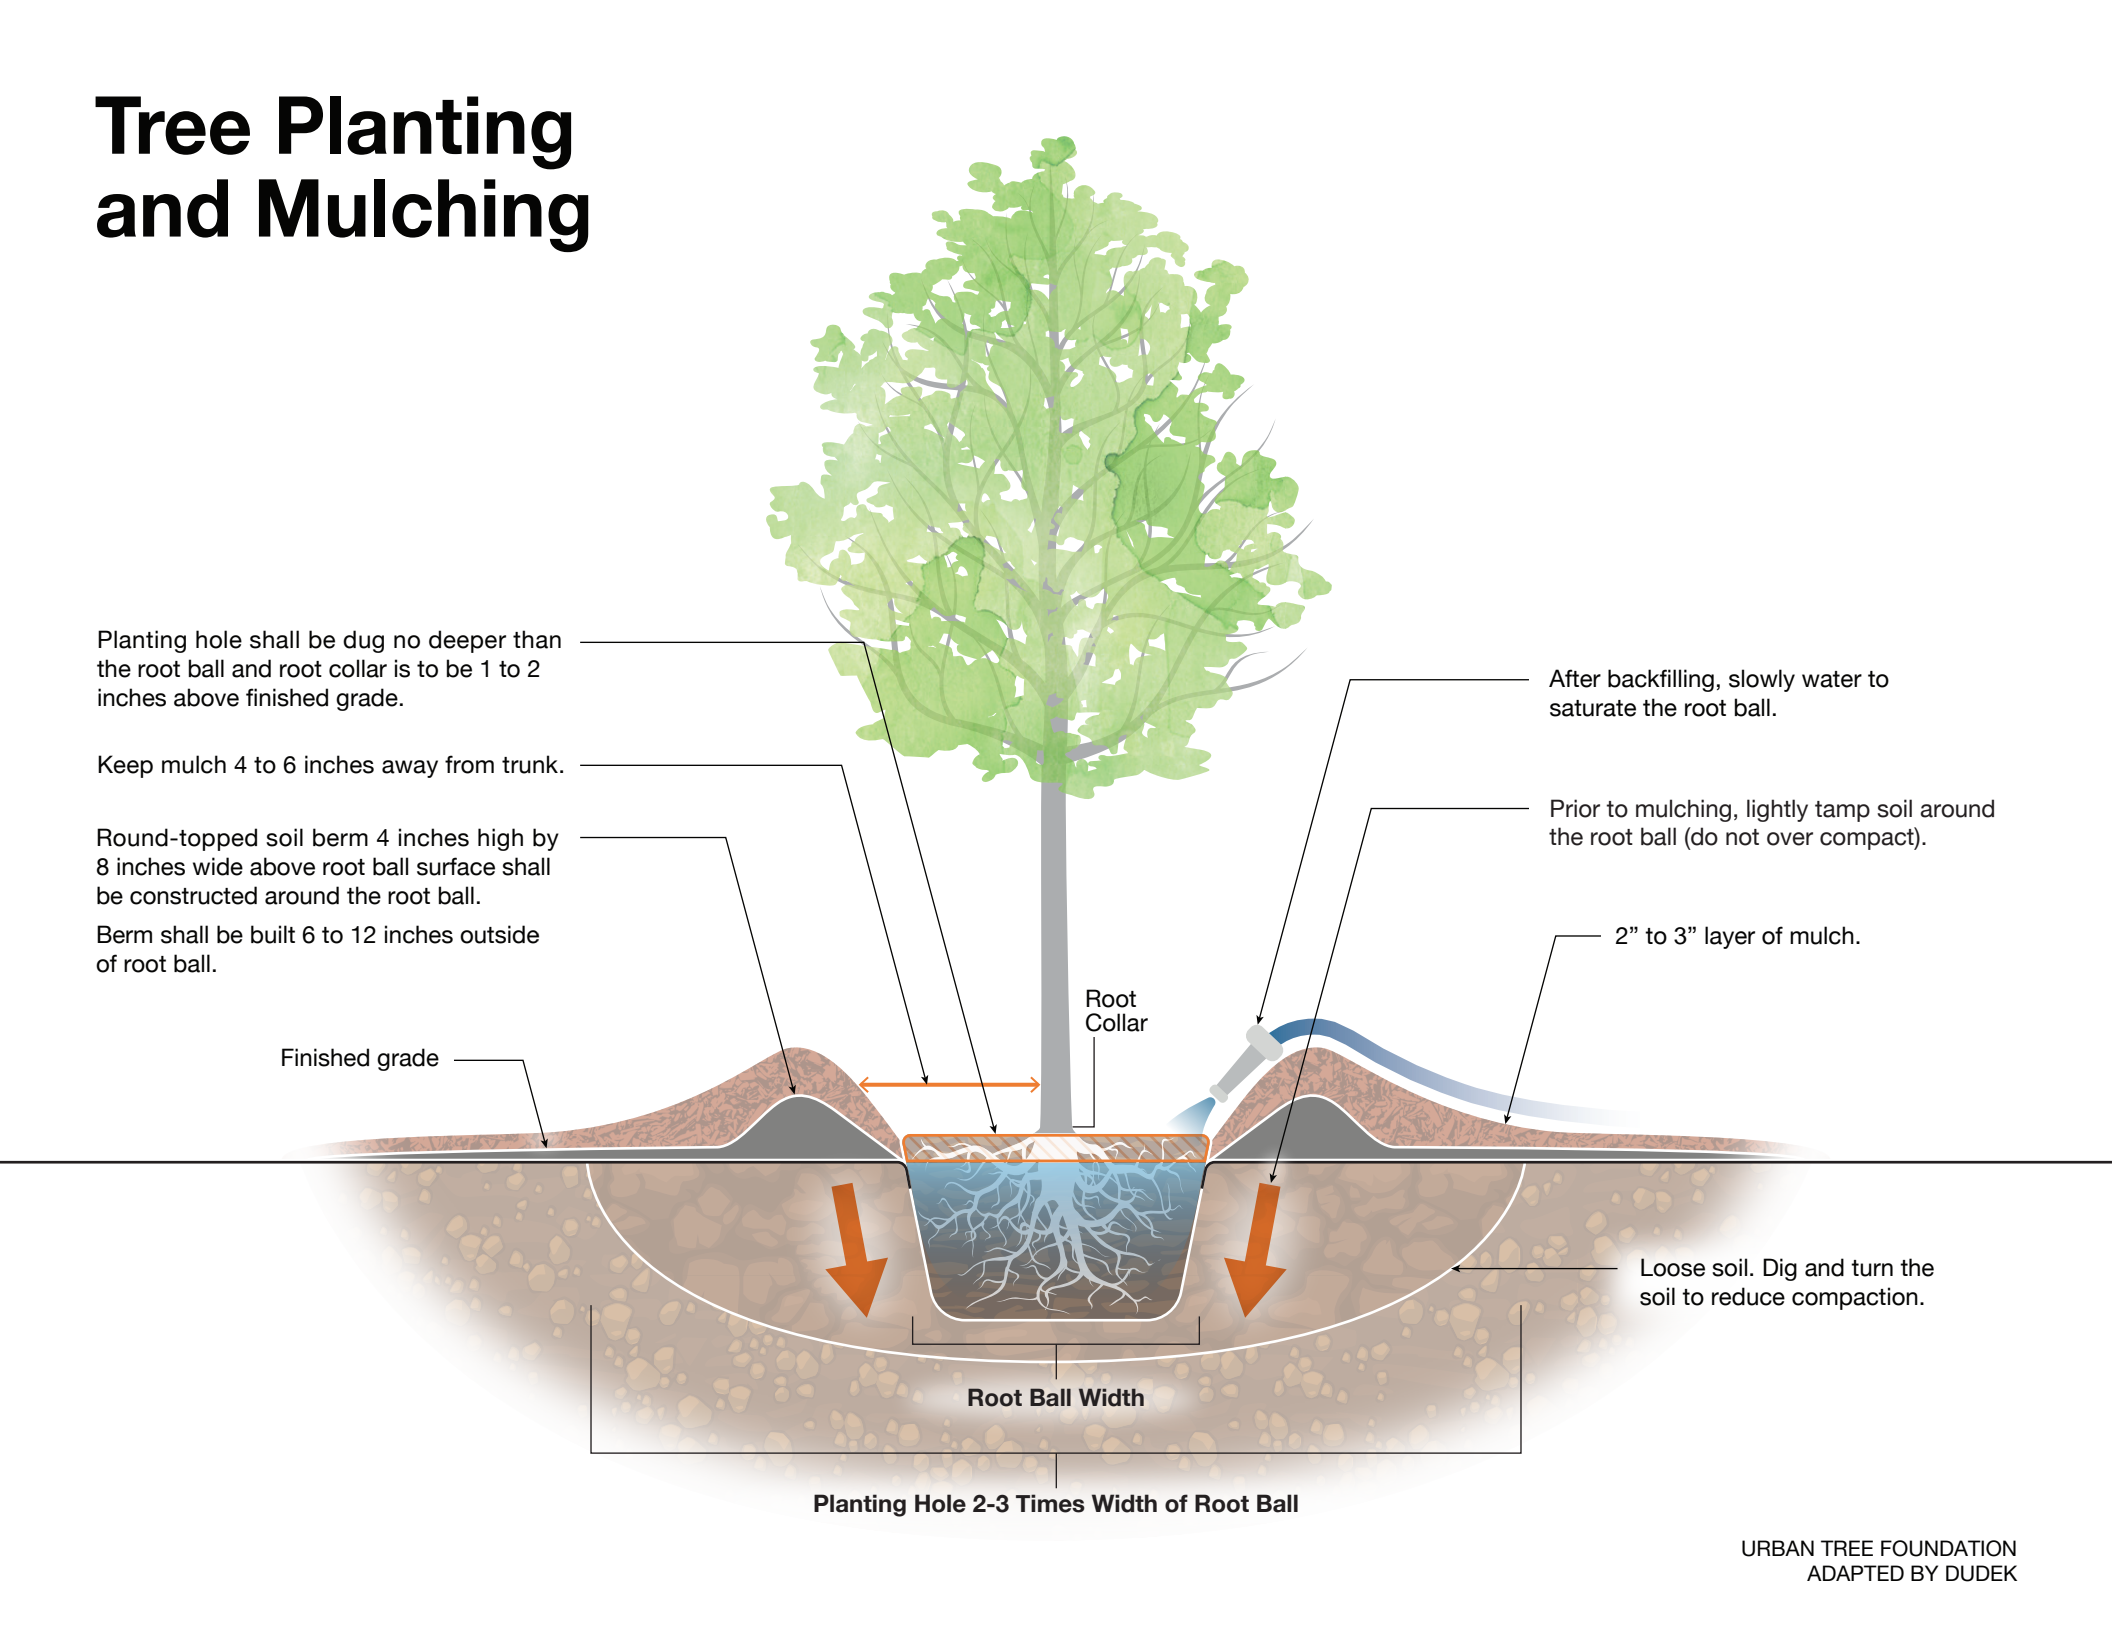 Tree Planting
and Mulching
Planting hole shall be dug no deeper than
the root ball and root collar is to be 1 to 2
inches above finished grade.
Keep mulch 4 to 6 inches away from trunk.
Round-topped soil berm 4 inches high by
8 inches wide above root ball surface shall
be constructed around the root ball.
Berm shall be built 6 to 12 inches outside
of root ball.
Finished grade
Root
Collar
After backfilling, slowly water to
saturate the root ball.
Prior to mulching, lightly tamp soil around
the root ball (do not over compact).
2” to 3” layer of mulch.
Loose soil. Dig and turn the
soil to reduce compaction.
Root Ball Width
Planting Hole 2-3 Times Width of Root Ball
URBAN TREE FOUNDATION
ADAPTED BY DUDEK